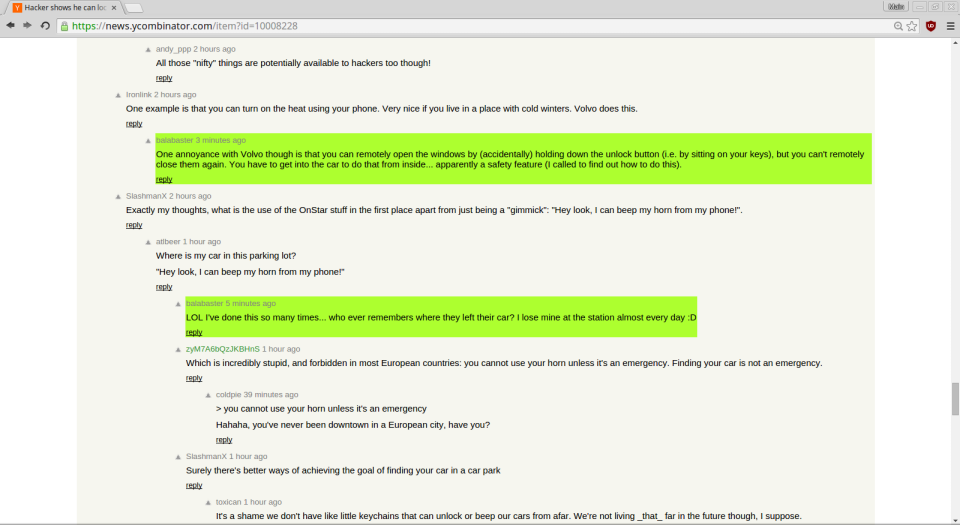 Hacker shows he can loc
https://news.ycombinator.com/item?id=10008228
andy_ppp 2 hours ago
All those "nifty" things are potentially available to hackers too though!
reply
Ironlink 2 hours ago
One example is that you can turn on the heat using your phone. Very nice if you live in a place with cold winters. Volvo does this.
reply
balabaster 3 minutes ago
One annoyance with Volvo though is that you can remotely open the windows by (accidentally) holding down the unlock button (i.e. by sitting on your keys), but you can't remotely
close them again. You have to get into the car to do that from inside... apparently a safety feature (I called to find out how to do this).
reply
SlashmanX 2 hours ago
Exactly my thoughts, what is the use of the OnStar stuff in the first place apart from just being a "gimmick": "Hey look, I can beep my horn from my phone!".
reply
atlbeer 1 hour ago
Where is my car in this parking lot?
"Hey look, I can beep my horn from my phone!"
reply
balabaster 5 minutes ago
LOL I've done this so many times... who ever remembers where they left their car? I lose mine at the station almost every day :D
reply
zyM7A6bQzJKBHnS 1 hour ago
Which is incredibly stupid, and forbidden in most European countries: you cannot use your horn unless it's an emergency. Finding your car is not an emergency.
reply
coldpie 39 minutes ago
> you cannot use your horn unless it's an emergency
Hahaha, you've never been downtown in a European city, have you?
reply
SlashmanX 1 hour ago
Surely there's better ways of achieving the goal of finding your car in a car park
reply
toxican 1 hour ago
It's a shame we don't have like little keychains that can unlock or beep our cars from afar. We're not living _that_ far in the future though, I suppose.